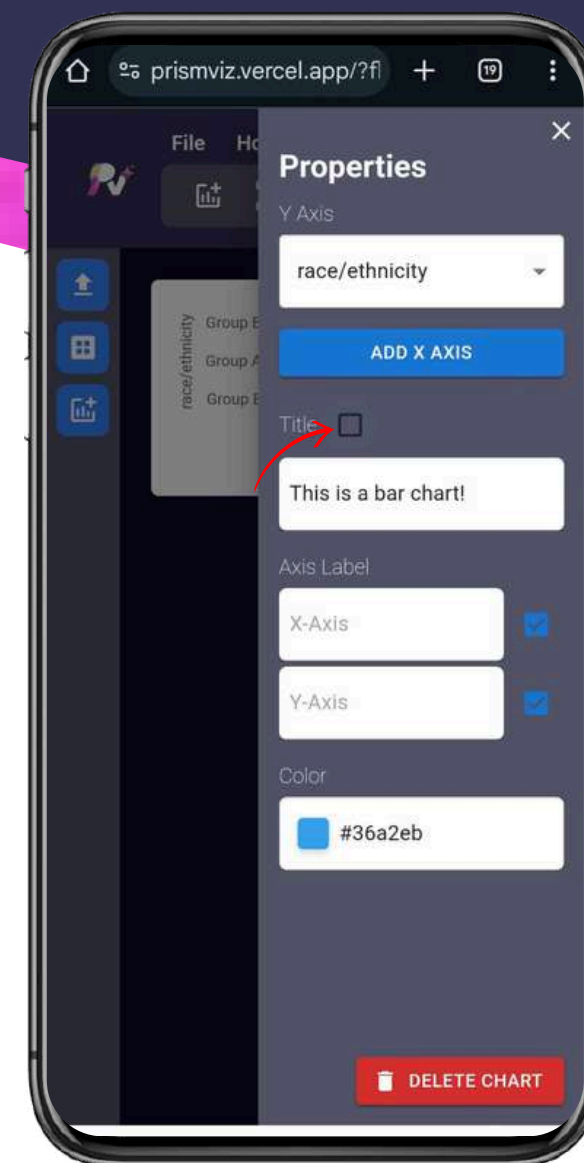 prismviz.vercel.app/?fl
19
File
Properties
Y Axis
race/ethnicity
ADD X AXIS
race/ethnicity
Group
Group
Group
Title
This is a bar chart!
Axis Label
X-Axis
Y-Axis
Color
#36a2eb
DELETE CHART